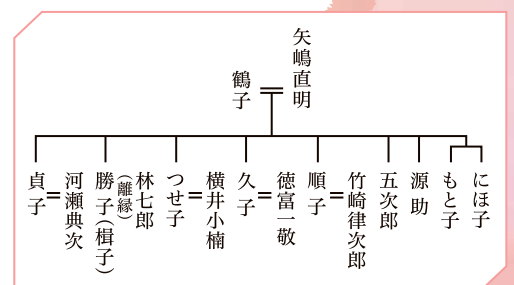 矢嶋直明
鶴子
にほ子
もと子
源助
五次郎
竹崎律次郎
順子
徳富一敬
久子
横井小楠
つせ子
林七郎
(離縁)
勝子(楫子)
河瀬典次
貞子